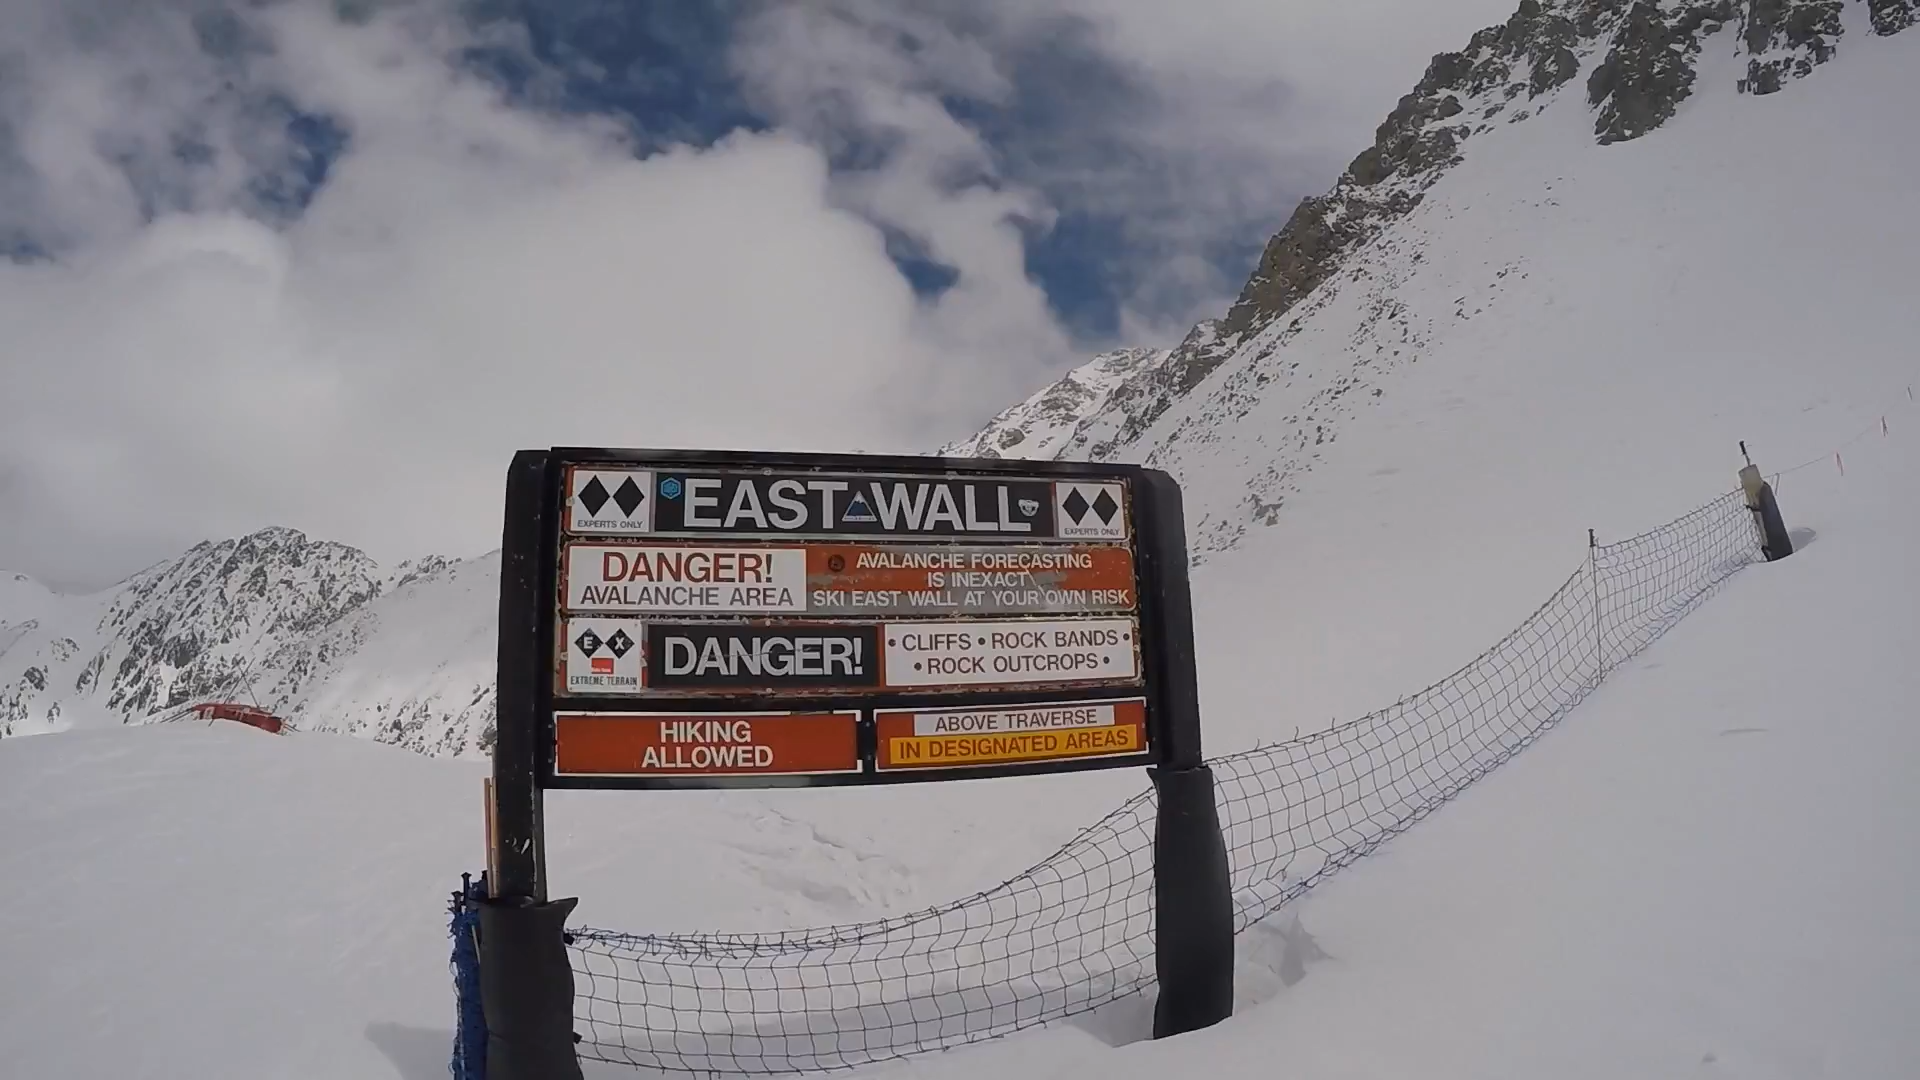 EAST WALL
EXPERTS ONLY
EXPERTS ONLY
DANGER!
AVALANCHE AREA
AVALANCHE FORECASTING
IS INEXACT
SKI EAST WALL AT YOUR OWN RISK
E X
EXTREME TERRAIN
DANGER!
• CLIFFS • ROCK BANDS •
• ROCK OUTCROPS •
HIKING
ALLOWED
ABOVE TRAVERSE
IN DESIGNATED AREAS